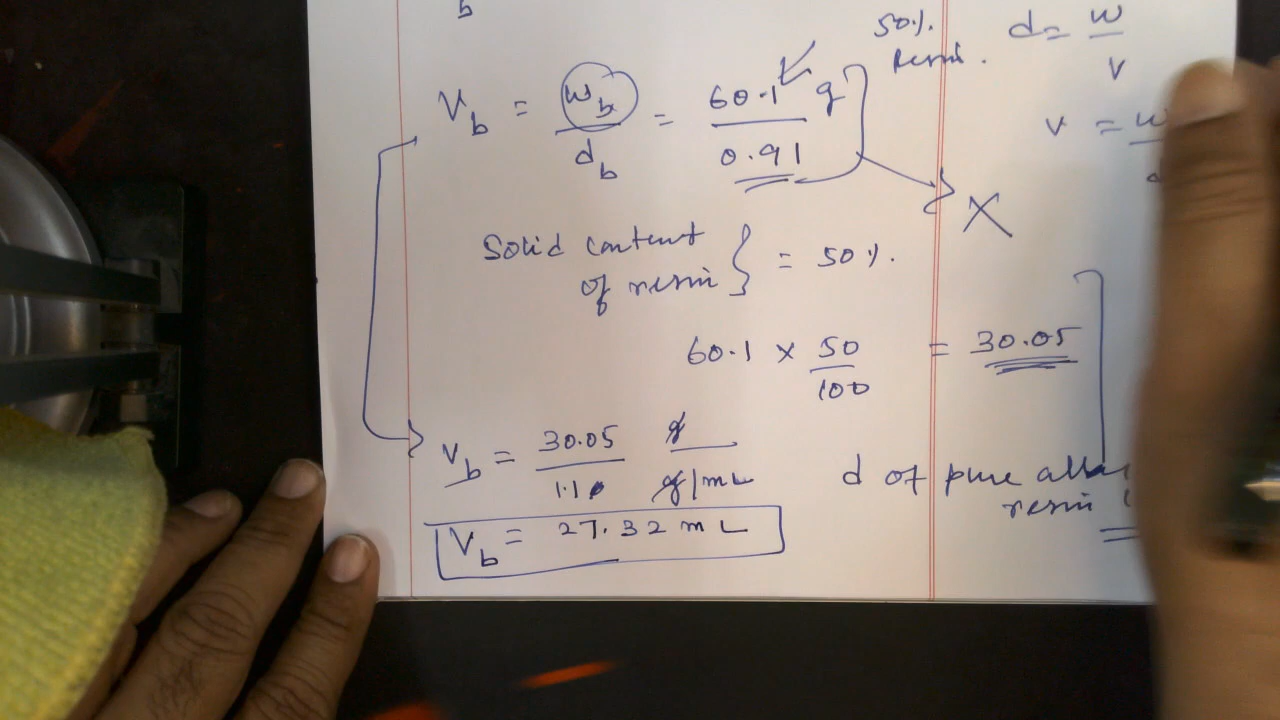 b
50%. Resin.
d = w / v
V_b = w_b / d_b = 60.1 g / 0.91
v = w
X
Solid content of resin } = 50%.
60.1 x 50 / 100 = 30.05
V_b = 30.05 / 1.10 g / g/mL
d of pure
resin
V_b = 27.32 mL